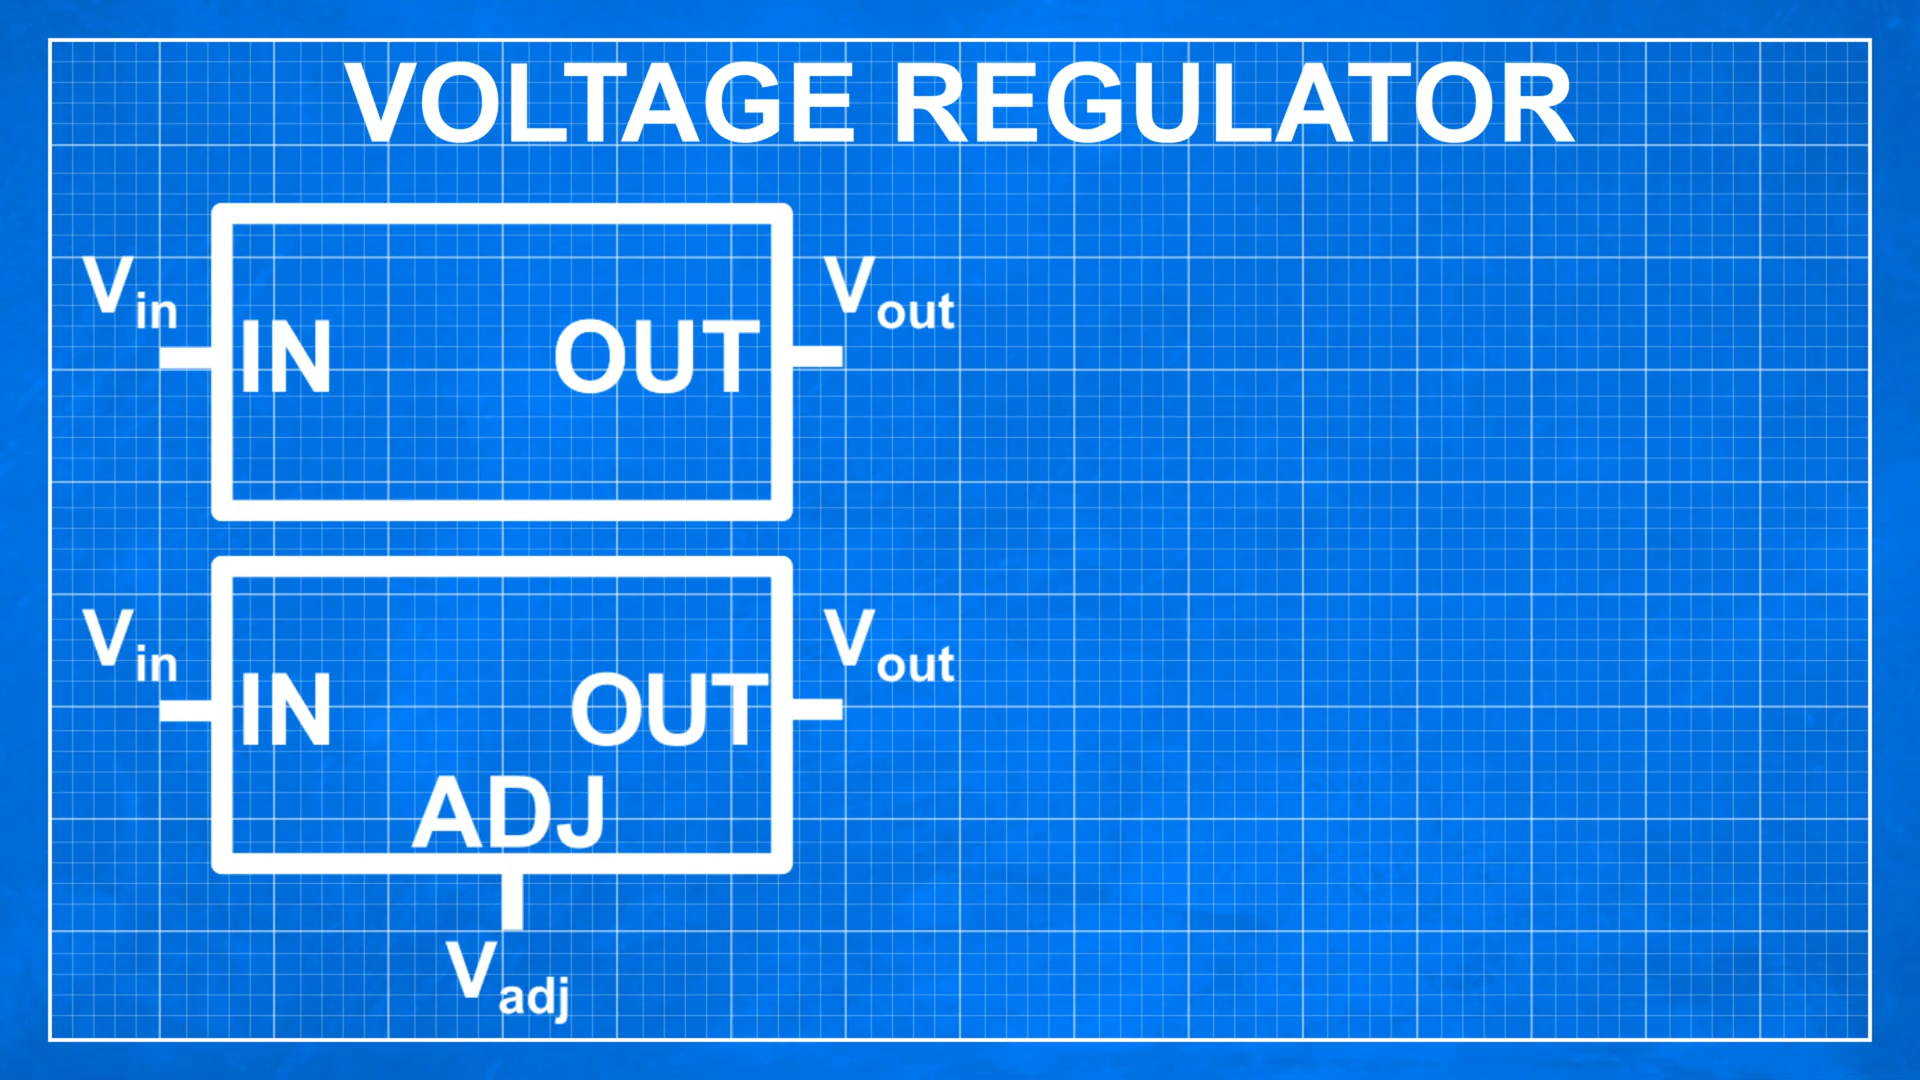 VOLTAGE REGULATOR
Vin
Vout
IN
OUT
Vin
Vout
IN
OUT
ADJ
Vadj